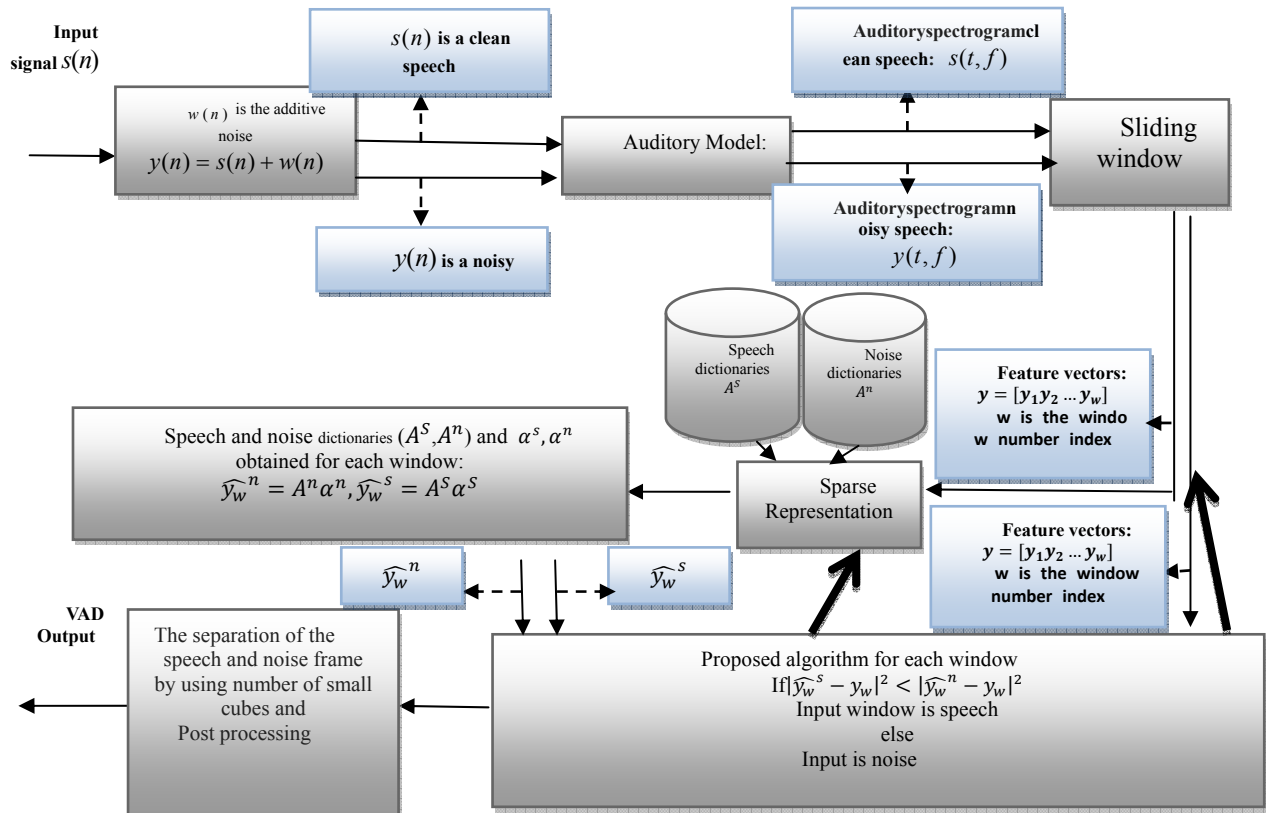 Input
signal s(n)
s(n) is a clean
speech
Auditoryspectrogramcl
ean speech: s(t, f)
w(n) is the additive
noise
y(n) = s(n) + w(n)
Auditory Model:
Sliding
window
y(n) is a noisy
Auditoryspectrogramn
oisy speech:
y(t, f)
Speech
dictionaries
A^S
Noise
dictionaries
A^n
Feature vectors:
y = [y₁y₂ … y_w]
w is the windo
w number index
Speech and noise dictionaries (A^S,A^n) and α^s, α^n
obtained for each window:
ŷ_w^n = A^nα^n, ŷ_w^s = A^Sα^S
Sparse
Representation
Feature vectors:
y = [y₁y₂ … y_w]
w is the window
number index
ŷ_w^n
ŷ_w^s
VAD
Output
The separation of the
speech and noise frame
by using number of small
cubes and
Post processing
Proposed algorithm for each window
If|ŷ_w^s − y_w|² < |ŷ_w^n − y_w|²
Input window is speech
else
Input is noise